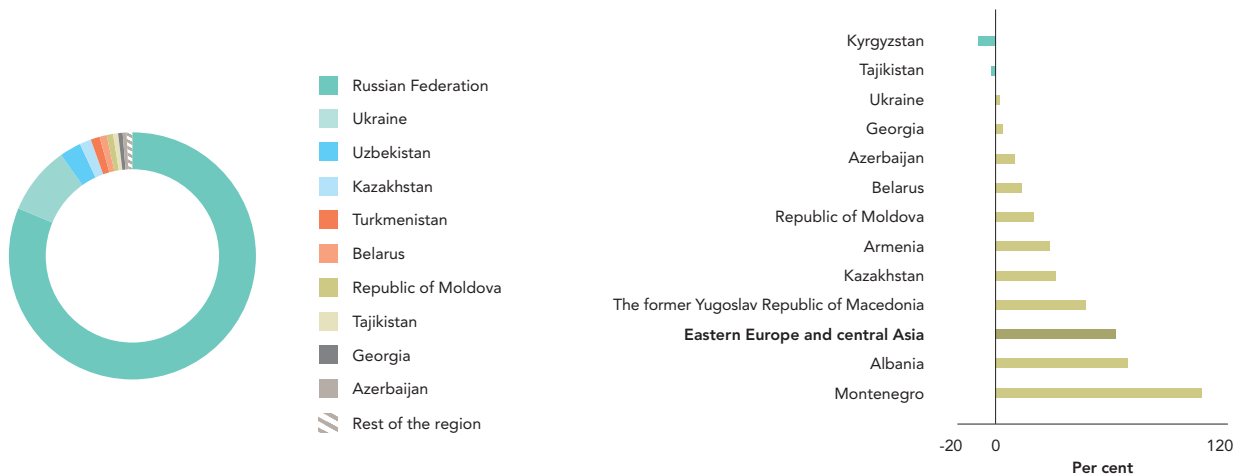 Russian Federation
Ukraine
Uzbekistan
Kazakhstan
Turkmenistan
Belarus
Republic of Moldova
Tajikistan
Georgia
Azerbaijan
Rest of the region
Kyrgyzstan
Tajikistan
Ukraine
Georgia
Azerbaijan
Belarus
Republic of Moldova
Armenia
Kazakhstan
The former Yugoslav Republic of Macedonia
Eastern Europe and central Asia
Albania
Montenegro
-20 0 120
Per cent